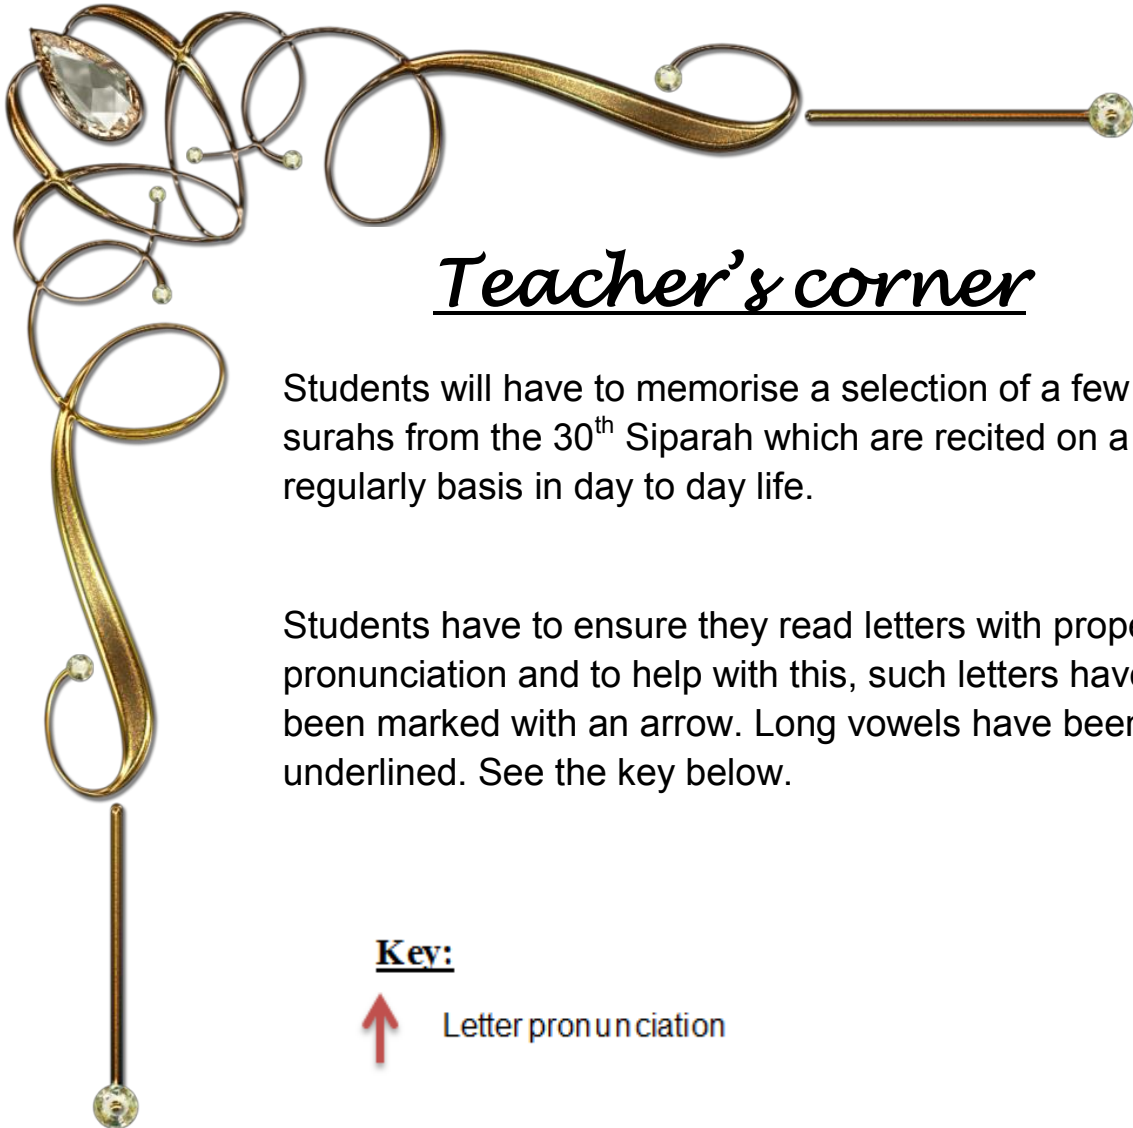 Teacher’s corner
Students will have to memorise a selection of a few
surahs from the 30th Siparah which are recited on a
regularly basis in day to day life.
Students have to ensure they read letters with prope
pronunciation and to help with this, such letters have
been marked with an arrow. Long vowels have been
underlined. See the key below.
Key:
Letter pronunciation